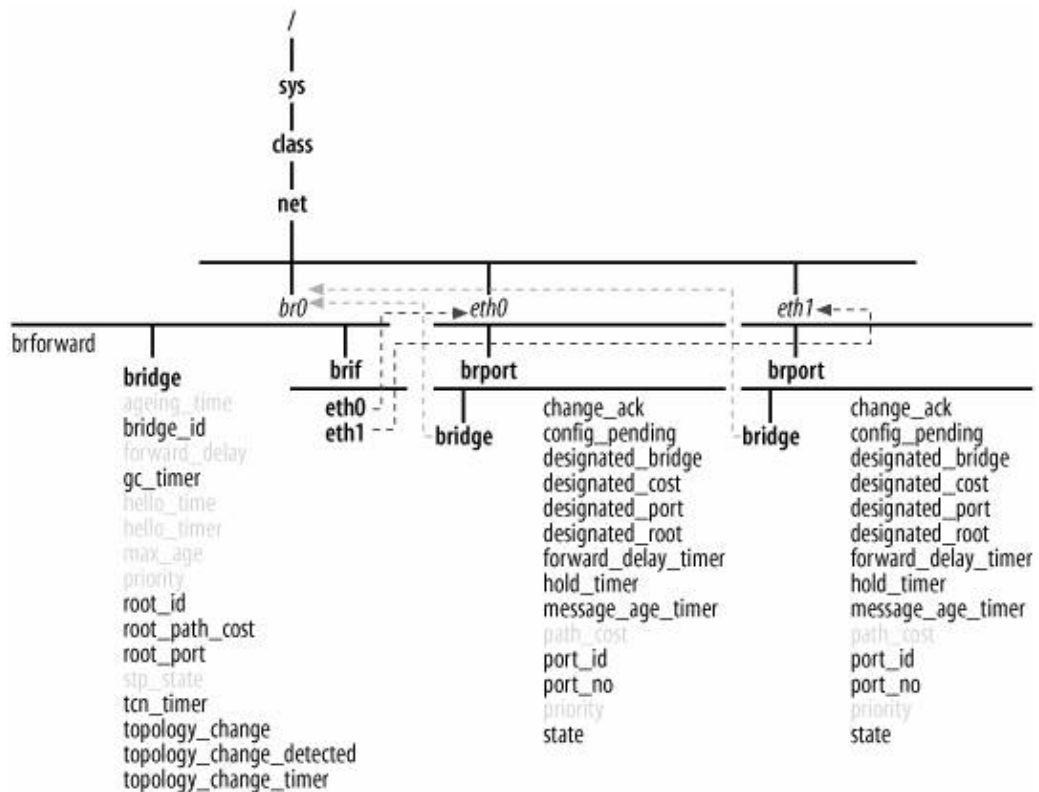 /
sys
class
net
br0 eth0 eth1
brforward
bridge brif brport brport
ageing_time
bridge_id
forward_delay
gc_timer
hello_time
hello_timer
max_age
priority
root_id
root_path_cost
root_port
stp_state
tcn_timer
topology_change
topology_change_detected
topology_change_timer
eth0
eth1
bridge
change_ack
config_pending
designated_bridge
designated_cost
designated_port
designated_root
forward_delay_timer
hold_timer
message_age_timer
path_cost
port_id
port_no
priority
state
bridge
change_ack
config_pending
designated_bridge
designated_cost
designated_port
designated_root
forward_delay_timer
hold_timer
message_age_timer
path_cost
port_id
port_no
priority
state